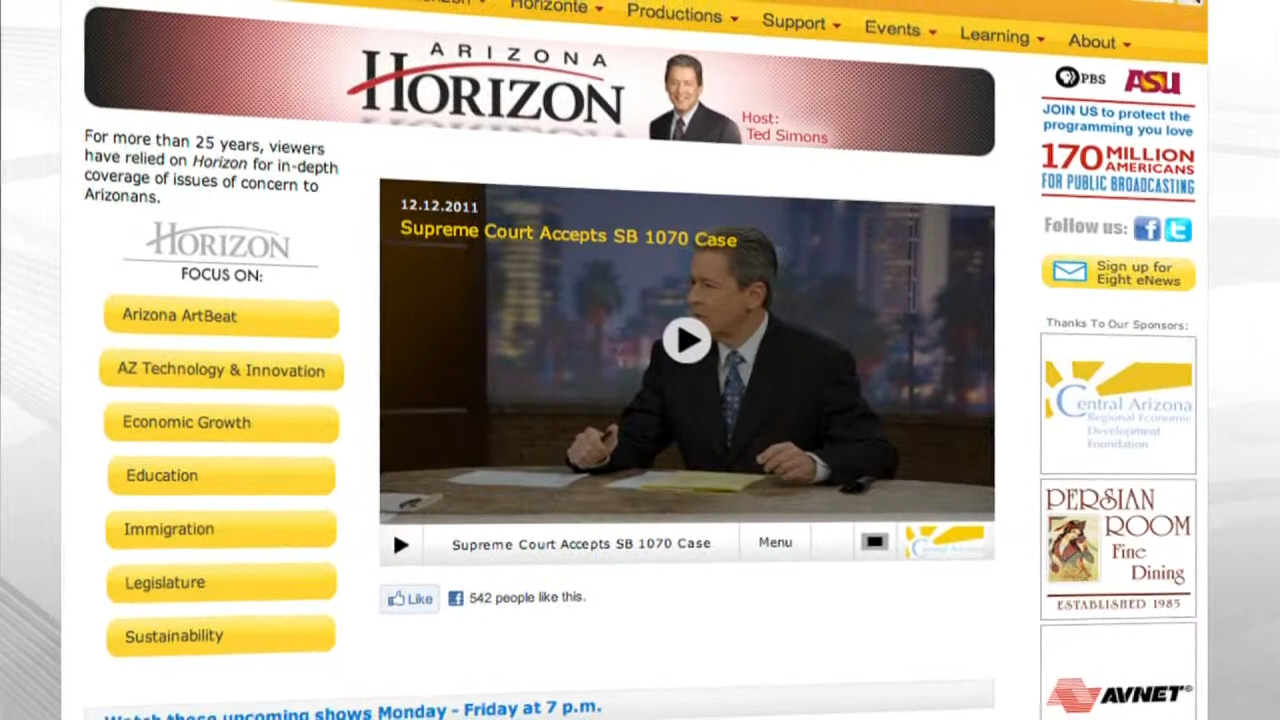 Horizonte
Productions
Support
Events
Learning
About
ARIZONA
HORIZON
Host:
Ted Simons
PBS
ASU
JOIN US to protect the
programming you love
170 MILLION
AMERICANS
FOR PUBLIC BROADCASTING
Follow us:
Sign up for
Eight eNews
Thanks To Our Sponsors:
Central Arizona
Regional Economic
Development
Foundation
PERSIAN
ROOM
Fine
Dining
ESTABLISHED 1985
AVNET®
For more than 25 years, viewers
have relied on Horizon for in-depth
coverage of issues of concern to
Arizonans.
HORIZON
FOCUS ON:
Arizona ArtBeat
AZ Technology & Innovation
Economic Growth
Education
Immigration
Legislature
Sustainability
12.12.2011
Supreme Court Accepts SB 1070 Case
Supreme Court Accepts SB 1070 Case
Menu
Central Arizona
Like
542 people like this.
Watch these upcoming shows Monday - Friday at 7 p.m.